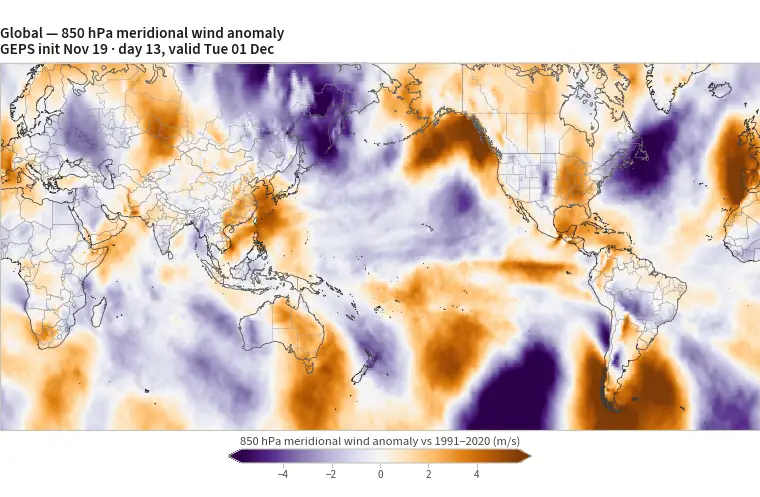 Global — 850 hPa meridional wind anomaly
GEPS init Nov 19 · day 13, valid Tue 01 Dec
850 hPa meridional wind anomaly vs 1991–2020 (m/s)
−4 −2 0 2 4